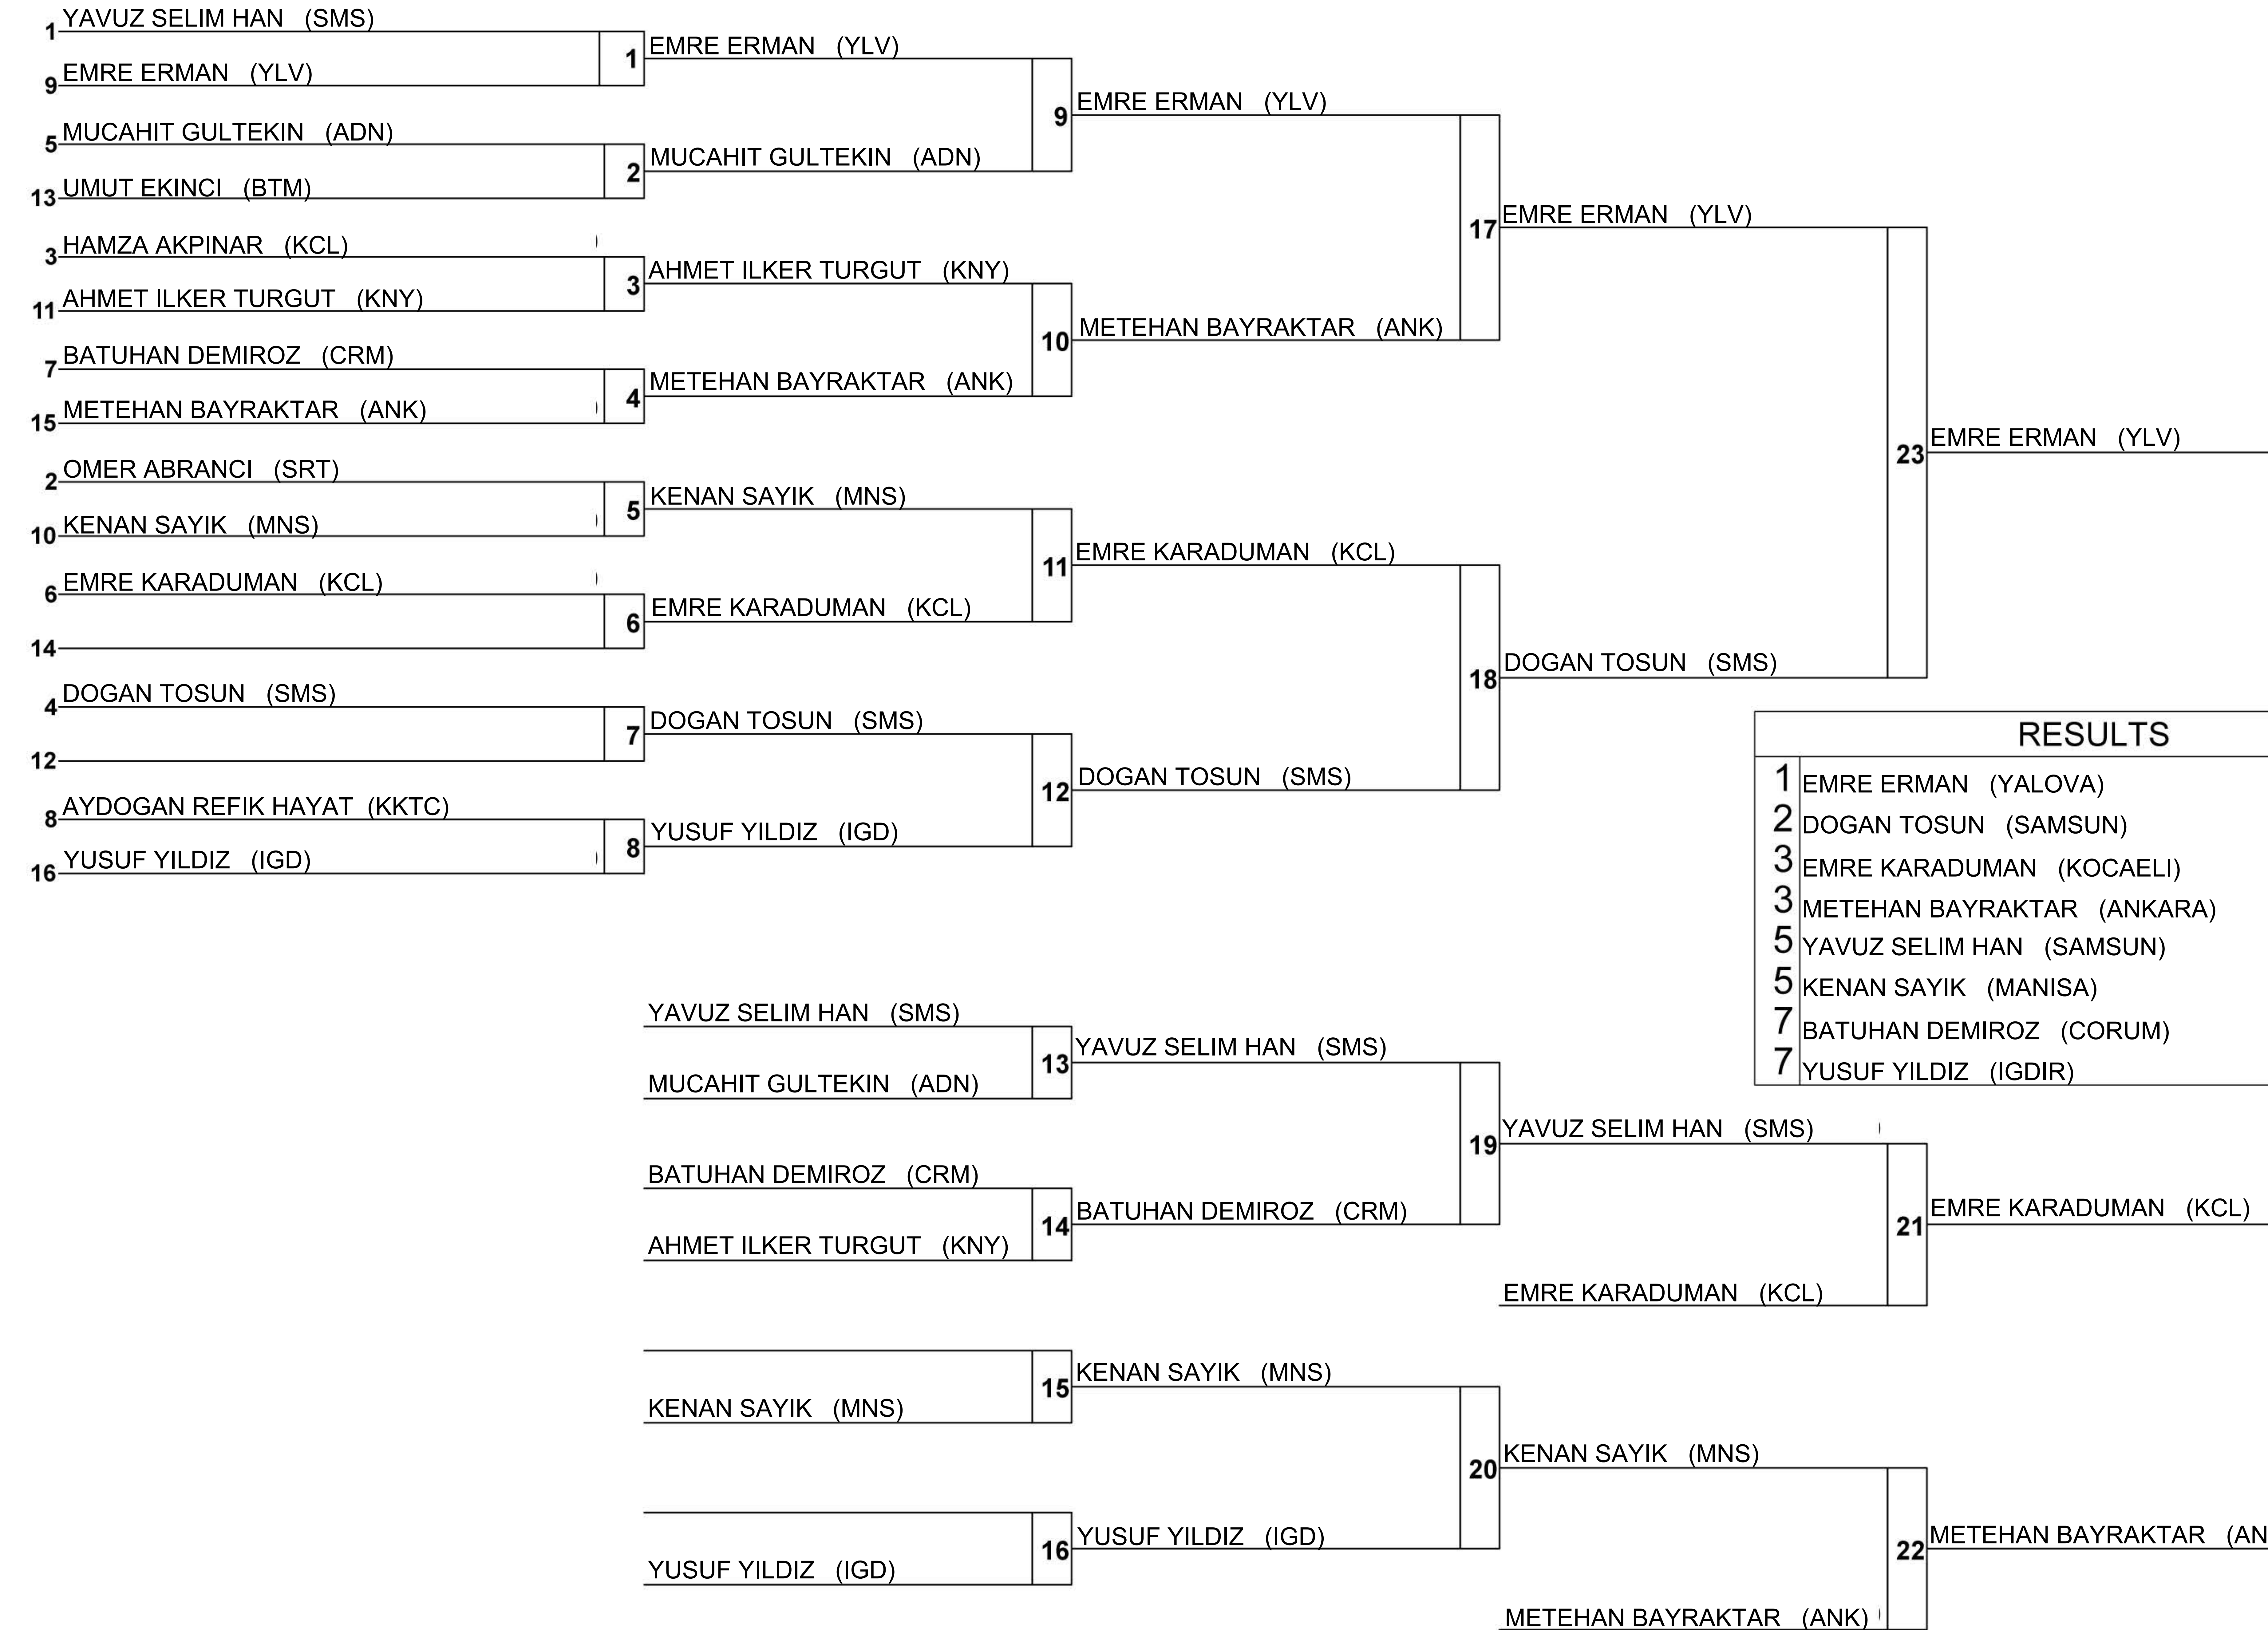 1 YAVUZ SELIM HAN (SMS)
9 EMRE ERMAN (YLV)
1 EMRE ERMAN (YLV)
5 MUCAHIT GULTEKIN (ADN)
13 UMUT EKINCI (BTM)
2 MUCAHIT GULTEKIN (ADN)
9 EMRE ERMAN (YLV)
3 HAMZA AKPINAR (KCL)
11 AHMET ILKER TURGUT (KNY)
3 AHMET ILKER TURGUT (KNY)
7 BATUHAN DEMIROZ (CRM)
15 METEHAN BAYRAKTAR (ANK)
4 METEHAN BAYRAKTAR (ANK)
10 METEHAN BAYRAKTAR (ANK)
17 EMRE ERMAN (YLV)
2 OMER ABRANCI (SRT)
10 KENAN SAYIK (MNS)
5 KENAN SAYIK (MNS)
6 EMRE KARADUMAN (KCL)
14
6 EMRE KARADUMAN (KCL)
11 EMRE KARADUMAN (KCL)
4 DOGAN TOSUN (SMS)
12
7 DOGAN TOSUN (SMS)
8 AYDOGAN REFIK HAYAT (KKTC)
16 YUSUF YILDIZ (IGD)
8 YUSUF YILDIZ (IGD)
12 DOGAN TOSUN (SMS)
18 DOGAN TOSUN (SMS)
23 EMRE ERMAN (YLV)
RESULTS
1 EMRE ERMAN (YALOVA)
2 DOGAN TOSUN (SAMSUN)
3 EMRE KARADUMAN (KOCAELI)
3 METEHAN BAYRAKTAR (ANKARA)
5 YAVUZ SELIM HAN (SAMSUN)
5 KENAN SAYIK (MANISA)
7 BATUHAN DEMIROZ (CORUM)
7 YUSUF YILDIZ (IGDIR)
YAVUZ SELIM HAN (SMS)
MUCAHIT GULTEKIN (ADN)
13 YAVUZ SELIM HAN (SMS)
BATUHAN DEMIROZ (CRM)
AHMET ILKER TURGUT (KNY)
14 BATUHAN DEMIROZ (CRM)
19 YAVUZ SELIM HAN (SMS)
EMRE KARADUMAN (KCL)
21 EMRE KARADUMAN (KCL)
KENAN SAYIK (MNS)
15 KENAN SAYIK (MNS)
YUSUF YILDIZ (IGD)
16 YUSUF YILDIZ (IGD)
20 KENAN SAYIK (MNS)
METEHAN BAYRAKTAR (ANK)
22 METEHAN BAYRAKTAR (AN